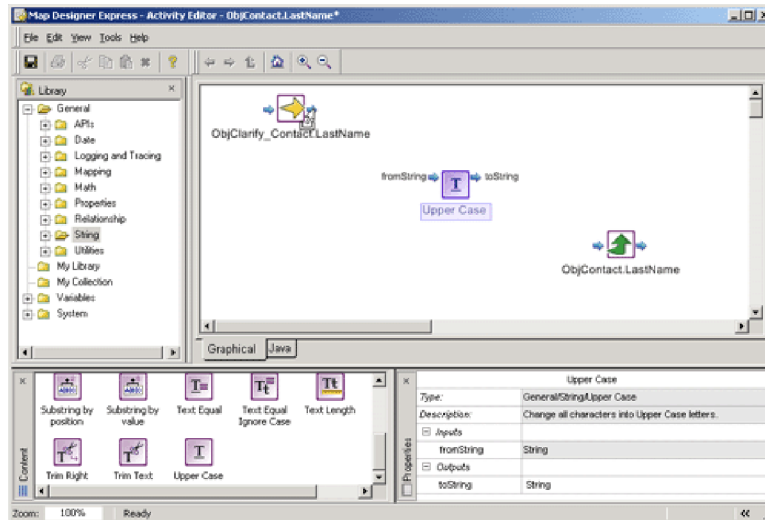 Map Designer Express - Activity Editor - ObjContact.LastName*
File Edit View Tools Help
Library
General
APIs
Date
Logging and Tracing
Mapping
Math
Properties
Relationship
String
Utilities
My Library
My Collection
Variables
System
ObjClarify_Contact.LastName
fromString
toString
Upper Case
ObjContact.LastName
Graphical Java
Content
Substring by position
Substring by value
Text Equal
Text Equal Ignore Case
Text Length
Trim Right
Trim Text
Upper Case
Properties
Upper Case
Type: General/String/Upper Case
Description: Change all characters into Upper Case letters.
Inputs
fromString String
Outputs
toString String
Zoom: 100% Ready